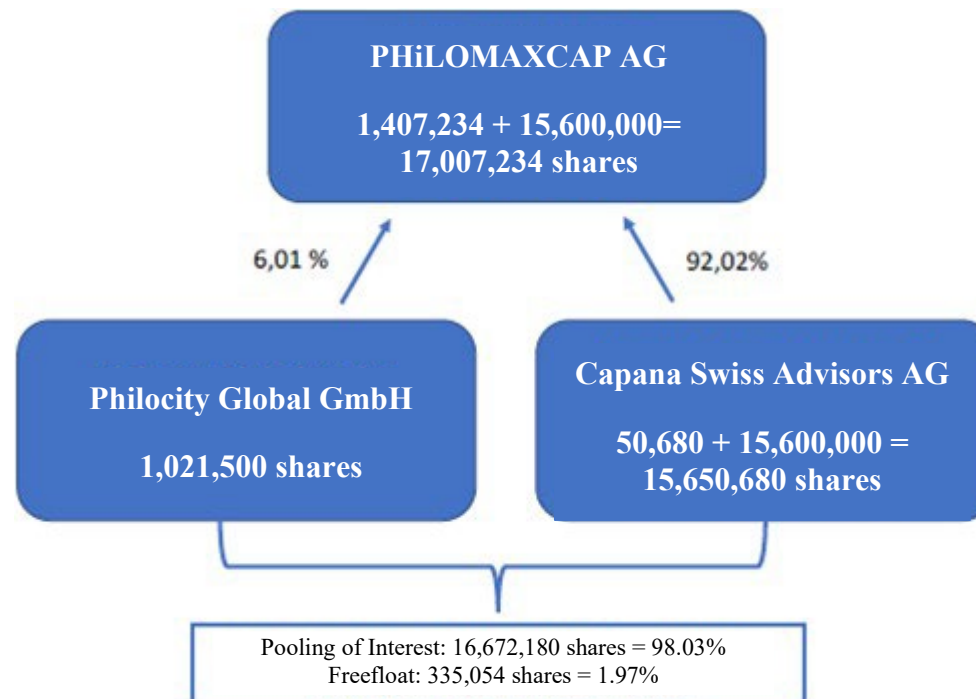 PHiLOMAXCAP AG
1,407,234 + 15,600,000=
17,007,234 shares
6,01 %
92,02%
Philocity Global GmbH
1,021,500 shares
Capana Swiss Advisors AG
50,680 + 15,600,000 =
15,650,680 shares
Pooling of Interest: 16,672,180 shares = 98.03%
Freefloat: 335,054 shares = 1.97%